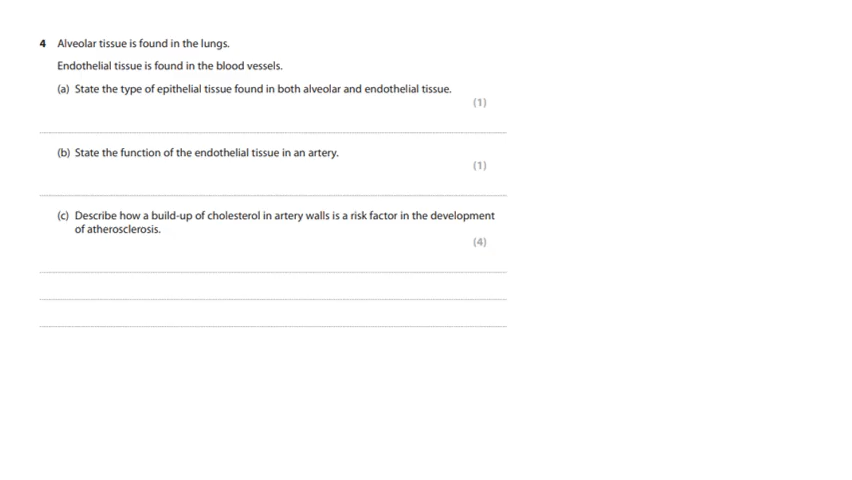 4 Alveolar tissue is found in the lungs.
Endothelial tissue is found in the blood vessels.
(a) State the type of epithelial tissue found in both alveolar and endothelial tissue.
(1)
(b) State the function of the endothelial tissue in an artery.
(1)
(c) Describe how a build-up of cholesterol in artery walls is a risk factor in the development
of atherosclerosis.
(4)